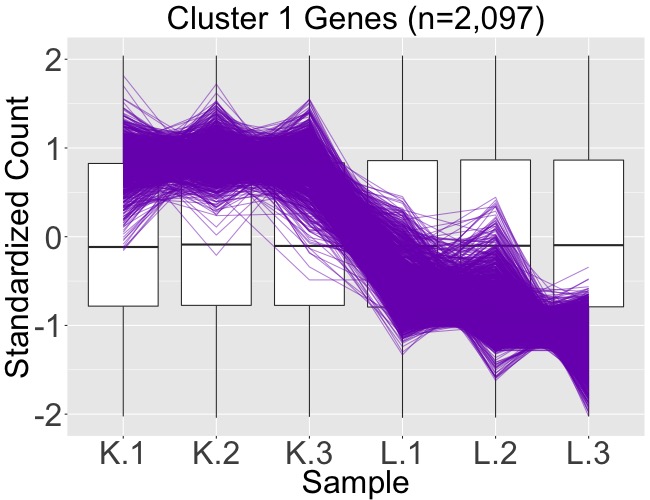 Cluster 1 Genes (n=2,097)
Standardized Count
2
1
0
-1
-2
K.1 K.2 K.3 L.1 L.2 L.3
Sample